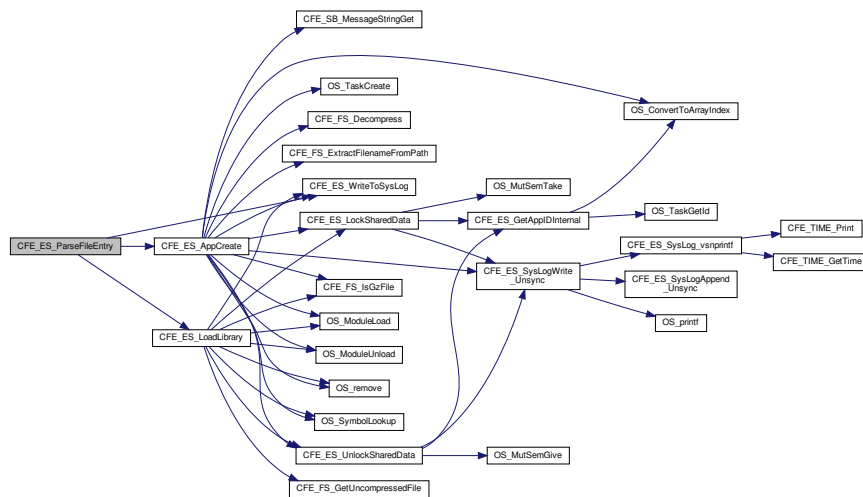 CFE_SB_MessageStringGet
OS_TaskCreate
OS_ConvertToArrayIndex
CFE_FS_Decompress
CFE_FS_ExtractFilenameFromPath
CFE_ES_WriteToSysLog
OS_MutSemTake
CFE_ES_LockSharedData
CFE_ES_GetAppIDInternal
OS_TaskGetId
CFE_TIME_Print
CFE_ES_ParseFileEntry
CFE_ES_AppCreate
CFE_ES_SysLog_vsnprintf
CFE_TIME_GetTime
CFE_ES_SysLogWrite
_Unsync
CFE_ES_SysLogAppend
_Unsync
CFE_FS_IsGzFile
OS_ModuleLoad
OS_printf
CFE_ES_LoadLibrary
OS_ModuleUnload
OS_remove
OS_SymbolLookup
CFE_ES_UnlockSharedData
OS_MutSemGive
CFE_FS_GetUncompressedFile